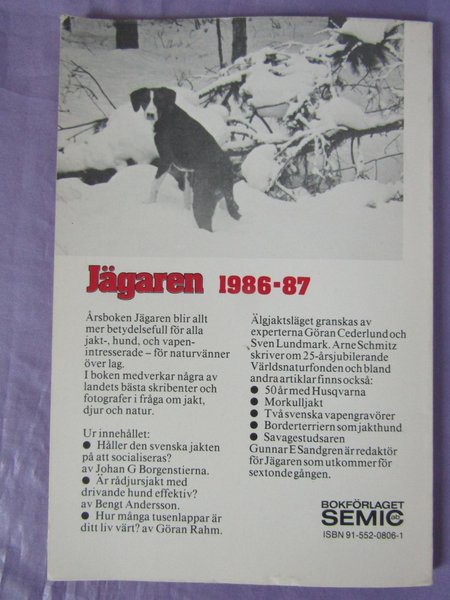 Jägaren 1986-87
Årsboken Jägaren blir allt
mer betydelsefull för alla
jakt-, hund, och vapen-
intresserade – för naturvänner
över lag.
I boken medverkar några av
landets bästa skribenter och
fotografer i fråga om jakt,
djur och natur.
Ur innehållet:
● Håller den svenska jakten
på att socialiseras?
av Johan G Borgenstierna.
● Är rådjursjakt med
drivande hund effektiv?
av Bengt Andersson.
● Hur många tusenlappar är
ditt liv värt? av Göran Rahm.
Älgjaktsläget granskas av
experterna Göran Cederlund och
Sven Lundmark. Arne Schmitz
skriver om 25-årsjubilerande
Världsnaturfonden och bland
andra artiklar finns också:
● 50 år med Husqvarna
● Morkulljakt
● Två svenska vapengravörer
● Borderterriern som jakthund
● Savagestudsaren
Gunnar E Sandgren är redaktör
för Jägaren som utkommer för
sextonde gången.
BOKFÖRLAGET
SEMIC
ab
ISBN 91-552-0806-1